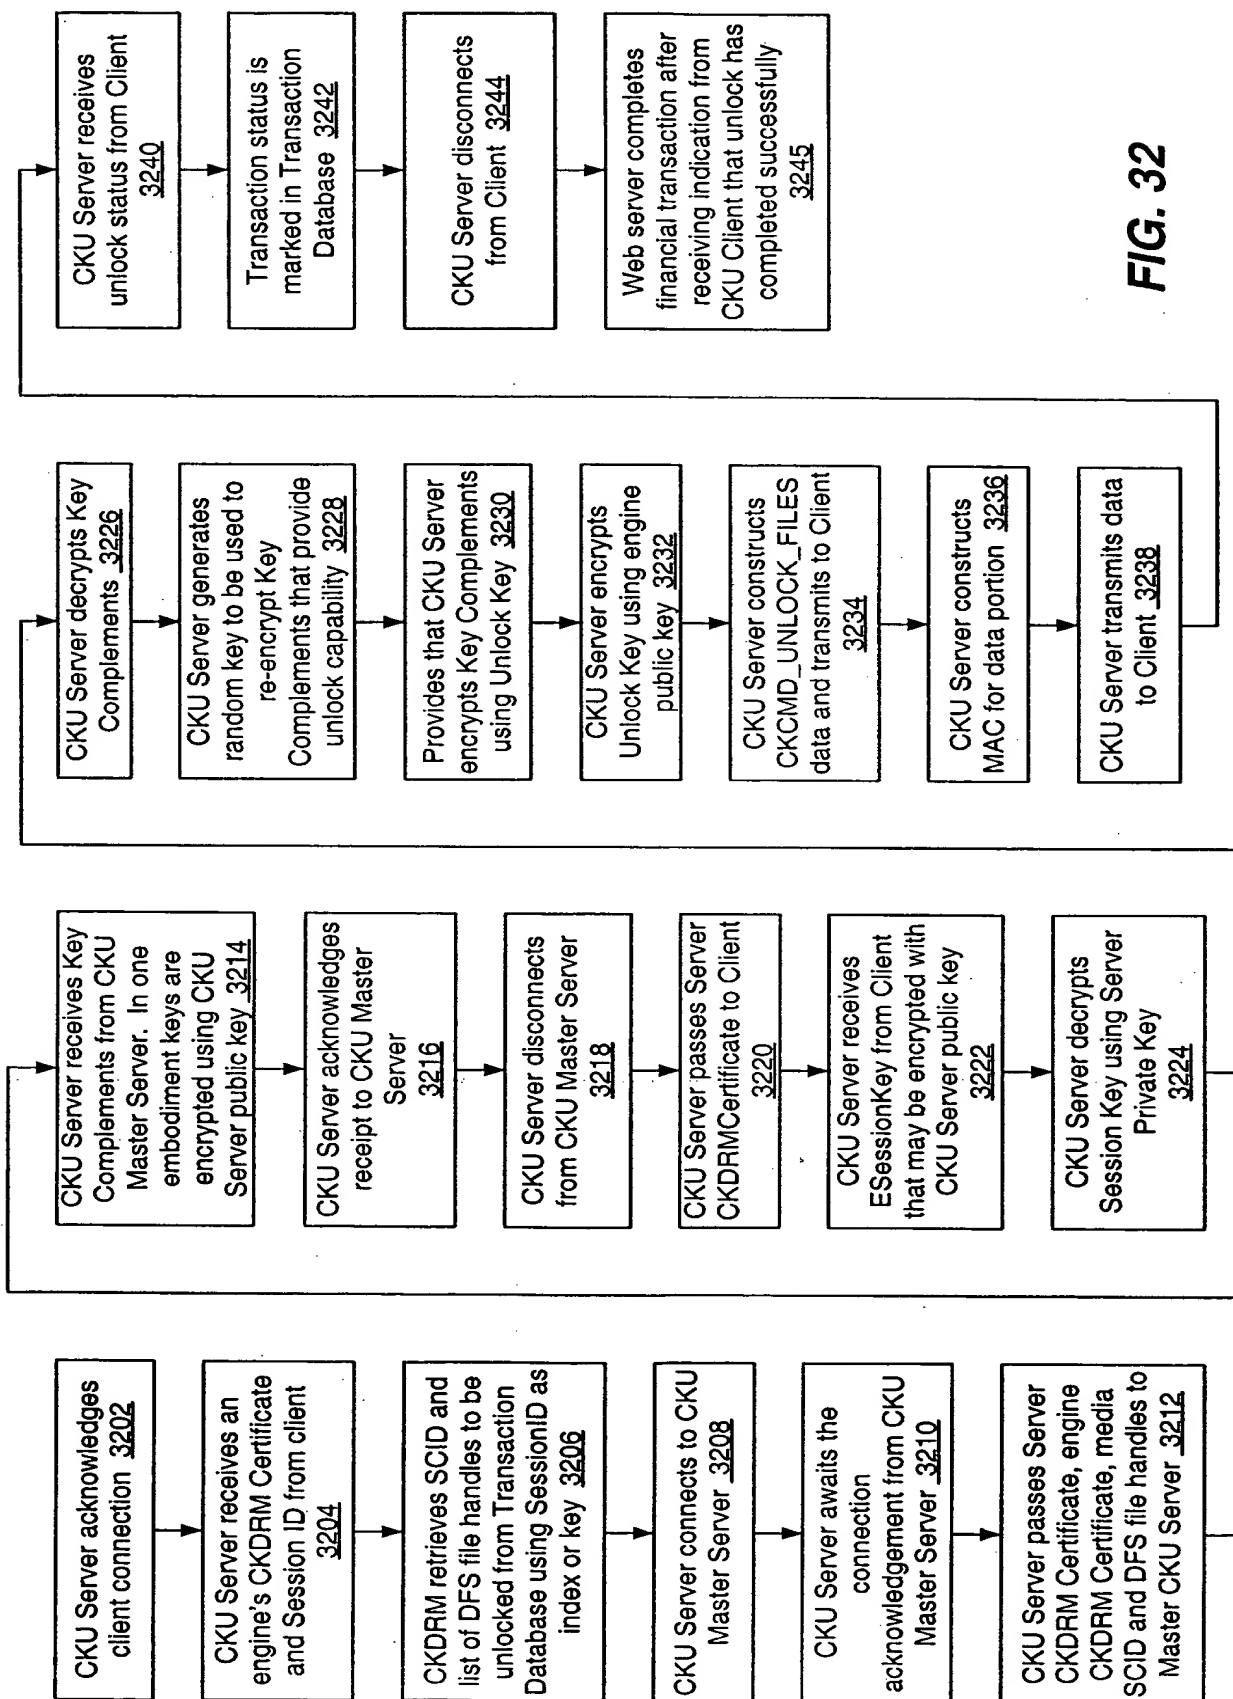 CKU Server acknowledges
client connection 3202
CKU Server receives an
engine's CKDRM Certificate
and Session ID from client
3204
CKDRM retrieves SCID and
list of DFS file handles to be
unlocked from Transaction
Database using SessionID as
index or key 3206
CKU Server connects to CKU
Master Server 3208
CKU Server awaits the
connection
acknowledgement from CKU
Master Server 3210
CKU Server passes Server
CKDRM Certificate, engine
CKDRM Certificate, media
SCID and DFS file handles to
Master CKU Server 3212
CKU Server receives Key
Complements from CKU
Master Server. In one
embodiment keys are
encrypted using CKU
Server public key 3214
CKU Server acknowledges
receipt to CKU Master
Server
3216
CKU Server disconnects
from CKU Master Server
3218
CKU Server passes Server
CKDRMCertificate to Client
3220
CKU Server receives
ESessionKey from Client
that may be encrypted with
CKU Server public key
3222
CKU Server decrypts
Session Key using Server
Private Key
3224
CKU Server decrypts Key
Complements 3226
CKU Server generates
random key to be used to
re-encrypt Key
Complements that provide
unlock capability 3228
Provides that CKU Server
encrypts Key Complements
using Unlock Key 3230
CKU Server encrypts
Unlock Key using engine
public key 3232
CKU Server constructs
CKCMD_UNLOCK_FILES
data and transmits to Client
3234
CKU Server constructs
MAC for data portion 3236
CKU Server transmits data
to Client 3238
CKU Server receives
unlock status from Client
3240
Transaction status is
marked in Transaction
Database 3242
CKU Server disconnects
from Client 3244
Web server completes
financial transaction after
receiving indication from
CKU Client that unlock has
completed successfully
3245
FIG. 32